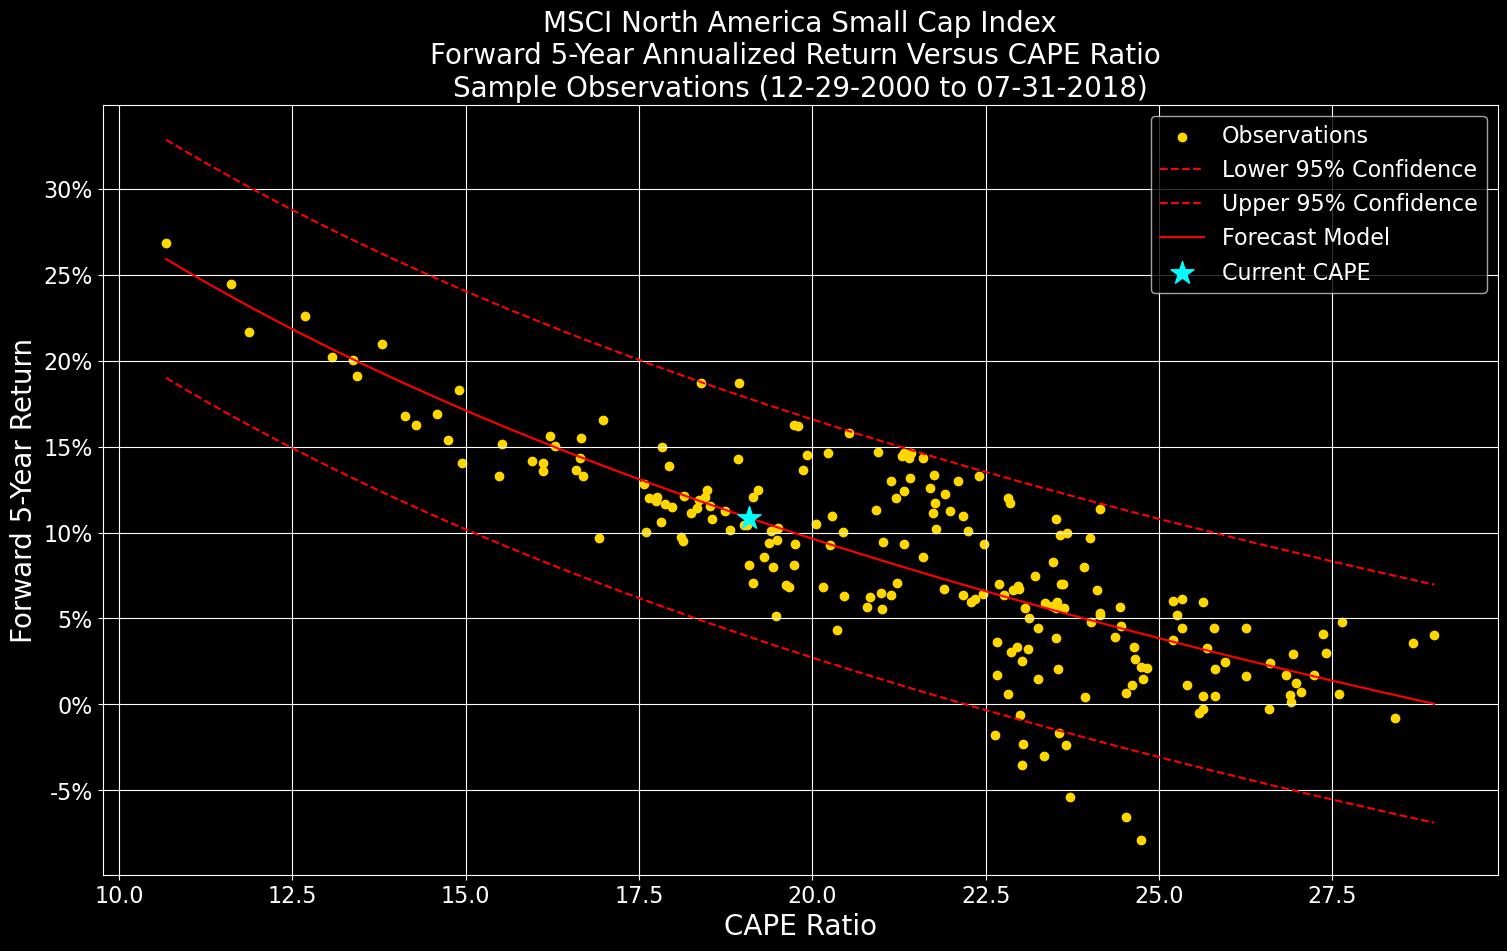 MSCI North America Small Cap Index
Forward 5-Year Annualized Return Versus CAPE Ratio
Sample Observations (12-29-2000 to 07-31-2018)
Observations
Lower 95% Confidence
Upper 95% Confidence
Forecast Model
Current CAPE
Forward 5-Year Return
30%
25%
20%
15%
10%
5%
0%
-5%
10.0 12.5 15.0 17.5 20.0 22.5 25.0 27.5
CAPE Ratio